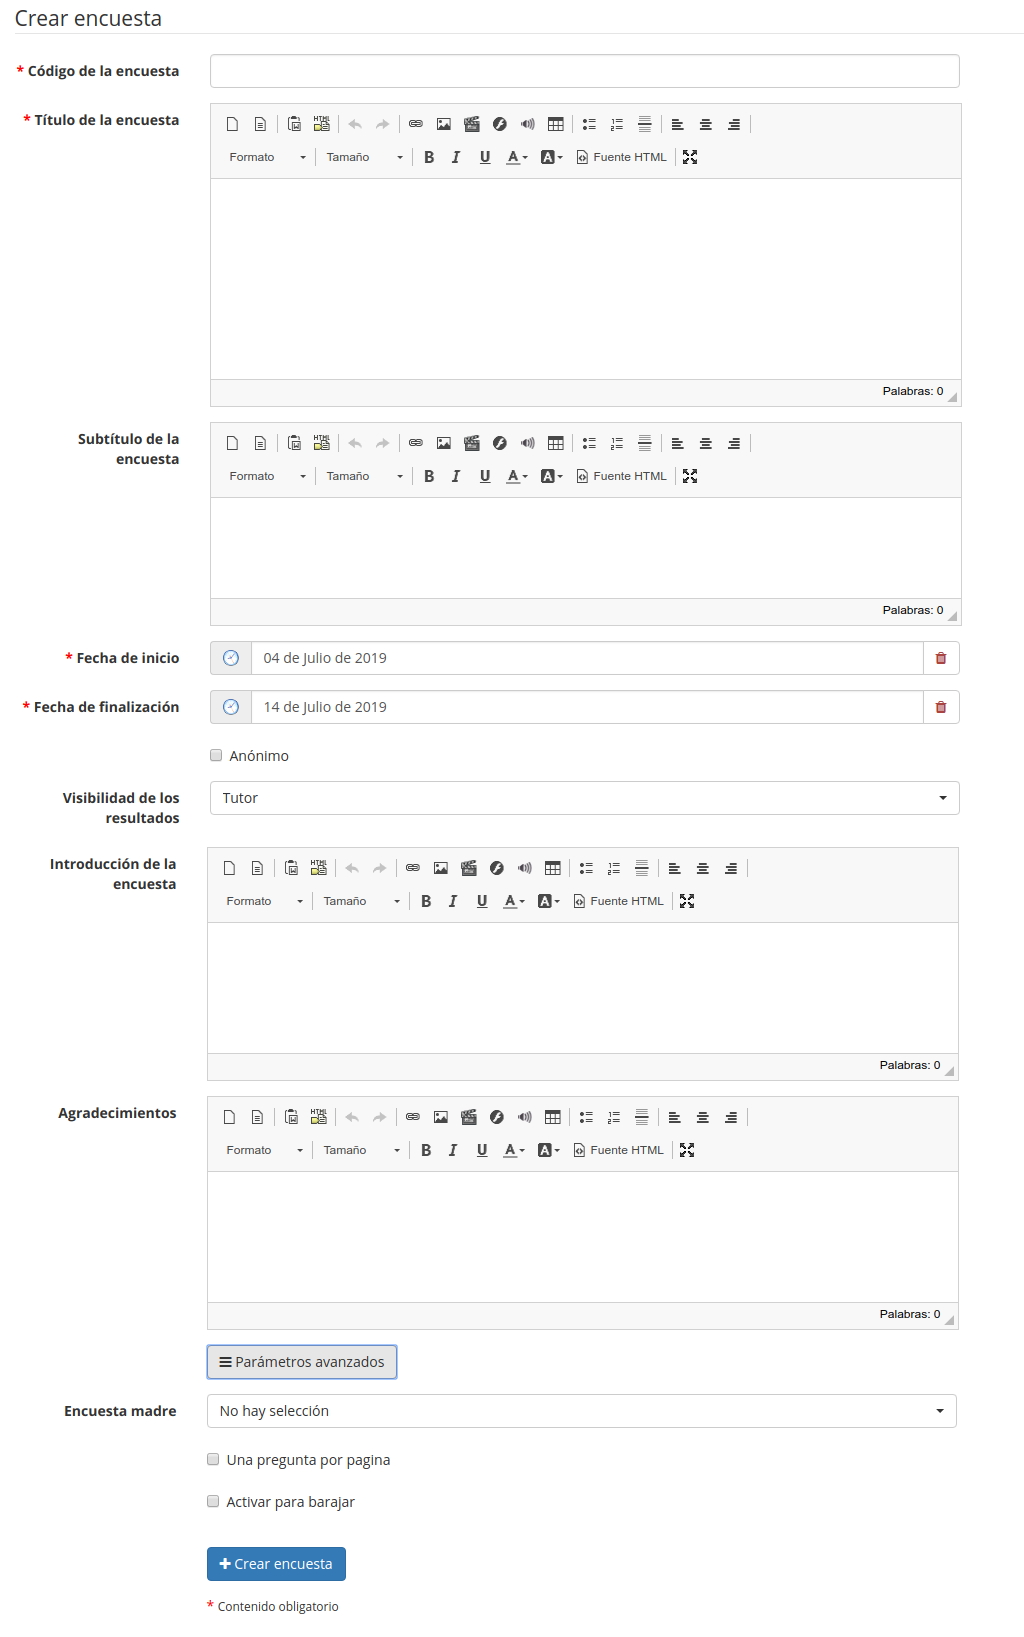 Crear encuesta
* Código de la encuesta
* Título de la encuesta
HTML
Formato Tamaño B I U A A Fuente HTML
Palabras: 0
Subtítulo de la
encuesta
HTML
Formato Tamaño B I U A A Fuente HTML
Palabras: 0
* Fecha de inicio 04 de Julio de 2019
* Fecha de finalización 14 de Julio de 2019
Anónimo
Visibilidad de los
resultados
Tutor
Introducción de la
encuesta
HTML
Formato Tamaño B I U A A Fuente HTML
Palabras: 0
Agradecimientos
HTML
Formato Tamaño B I U A A Fuente HTML
Palabras: 0
Parámetros avanzados
Encuesta madre No hay selección
Una pregunta por pagina
Activar para barajar
Crear encuesta
* Contenido obligatorio